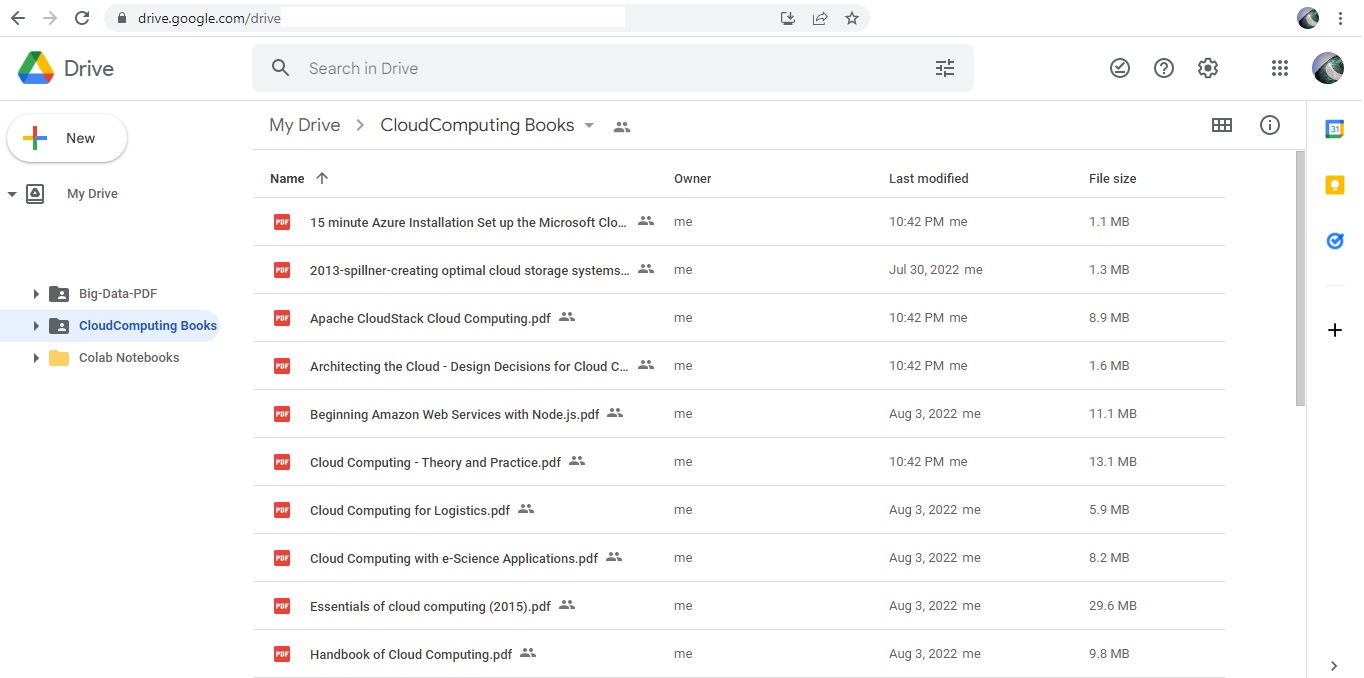 drive.google.com/drive
Drive
Search in Drive
New
My Drive
Big-Data-PDF
CloudComputing Books
Colab Notebooks
My Drive > CloudComputing Books
Name Owner Last modified File size
PDF 15 minute Azure Installation Set up the Microsoft Clo... me 10:42 PM me 1.1 MB
PDF 2013-spillner-creating optimal cloud storage systems... me Jul 30, 2022 me 1.3 MB
PDF Apache CloudStack Cloud Computing.pdf me 10:42 PM me 8.9 MB
PDF Architecting the Cloud - Design Decisions for Cloud C... me 10:42 PM me 1.6 MB
PDF Beginning Amazon Web Services with Node.js.pdf me Aug 3, 2022 me 11.1 MB
PDF Cloud Computing - Theory and Practice.pdf me 10:42 PM me 13.1 MB
PDF Cloud Computing for Logistics.pdf me Aug 3, 2022 me 5.9 MB
PDF Cloud Computing with e-Science Applications.pdf me Aug 3, 2022 me 8.2 MB
PDF Essentials of cloud computing (2015).pdf me Aug 3, 2022 me 29.6 MB
PDF Handbook of Cloud Computing.pdf me Aug 3, 2022 me 9.8 MB
31